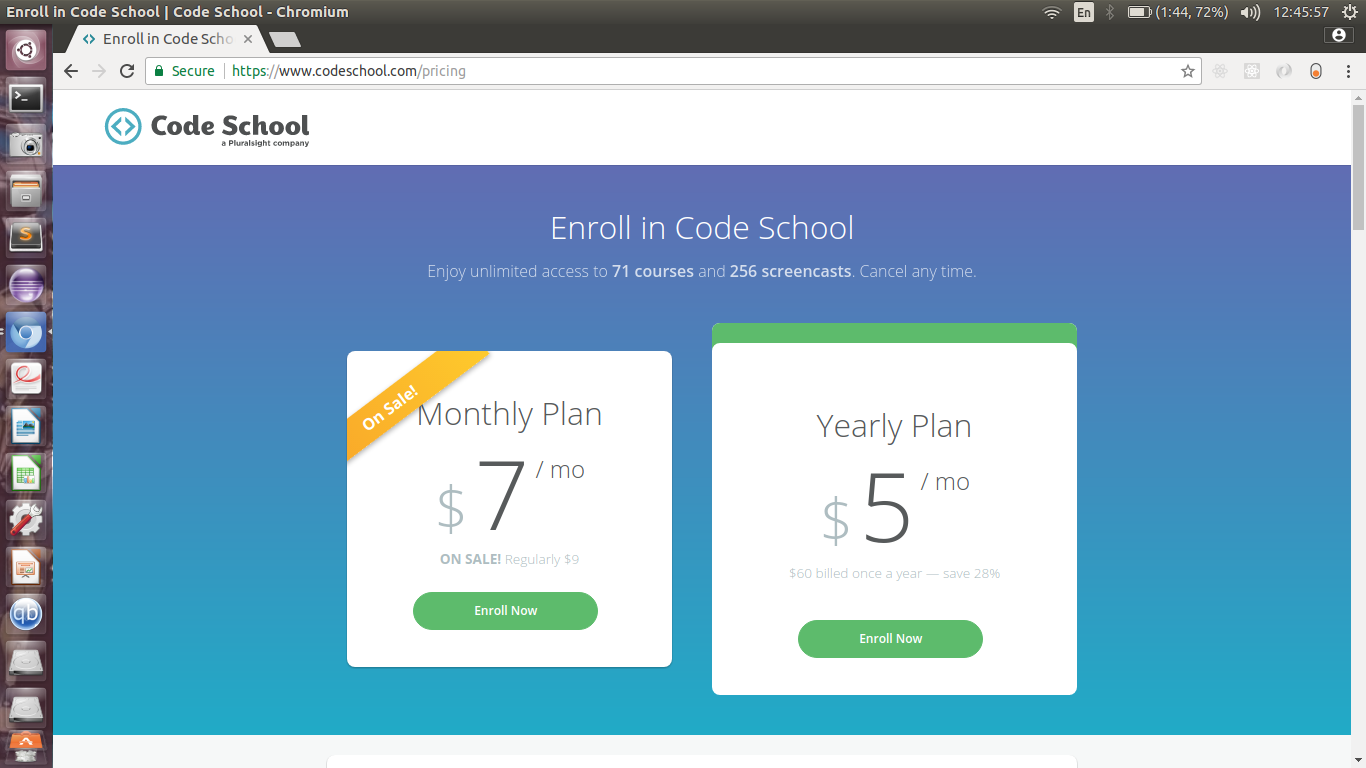 Enroll in Code School | Code School - Chromium
En
(1:44, 72%)
12:45:57
Enroll in Code Scho
Secure
https://www.codeschool.com/pricing
Code School
a Pluralsight company
Enroll in Code School
Enjoy unlimited access to 71 courses and 256 screencasts. Cancel any time.
On Sale!
Monthly Plan
$ 7 / mo
ON SALE! Regularly $9
Enroll Now
Yearly Plan
$ 5 / mo
$60 billed once a year — save 28%
Enroll Now
S
qb